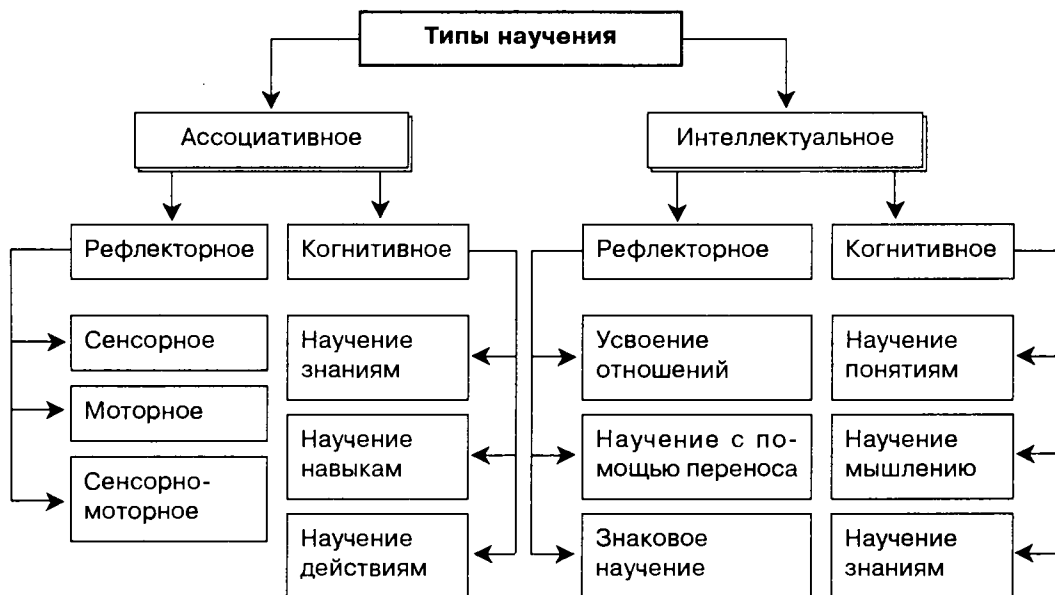 Типы научения
Ассоциативное
Интеллектуальное
Рефлекторное
Когнитивное
Рефлекторное
Когнитивное
Сенсорное
Моторное
Сенсорно-
моторное
Научение
знаниям
Научение
навыкам
Научение
действиям
Усвоение
отношений
Научение с по-
мощью переноса
Знаковое
научение
Научение
понятиям
Научение
мышлению
Научение
знаниям